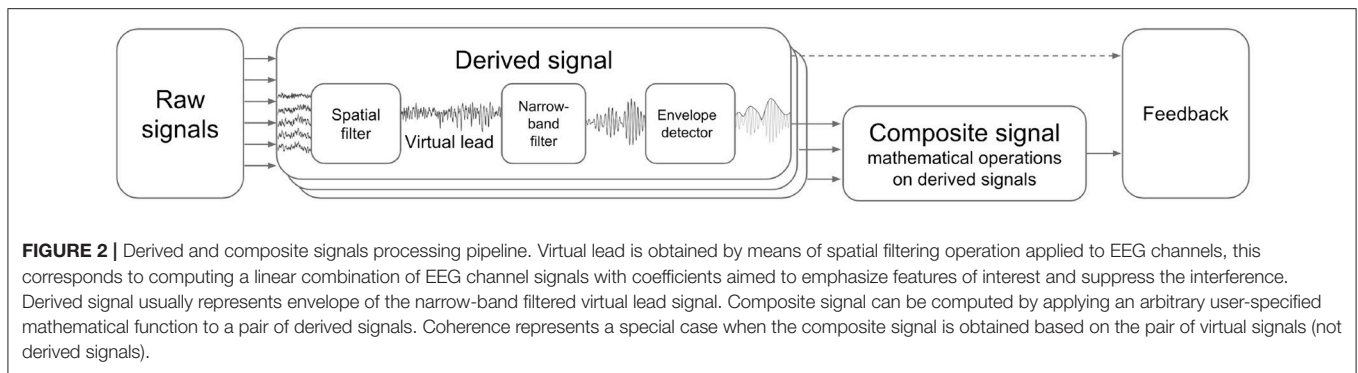 Raw
signals
Derived signal
Spatial
filter
Virtual lead
Narrow-
band
filter
Envelope
detector
Composite signal
mathematical operations
on derived signals
Feedback
FIGURE 2 | Derived and composite signals processing pipeline. Virtual lead is obtained by means of spatial filtering operation applied to EEG channels, this
corresponds to computing a linear combination of EEG channel signals with coefficients aimed to emphasize features of interest and suppress the interference.
Derived signal usually represents envelope of the narrow-band filtered virtual lead signal. Composite signal can be computed by applying an arbitrary user-specified
mathematical function to a pair of derived signals. Coherence represents a special case when the composite signal is obtained based on the pair of virtual signals (not
derived signals).